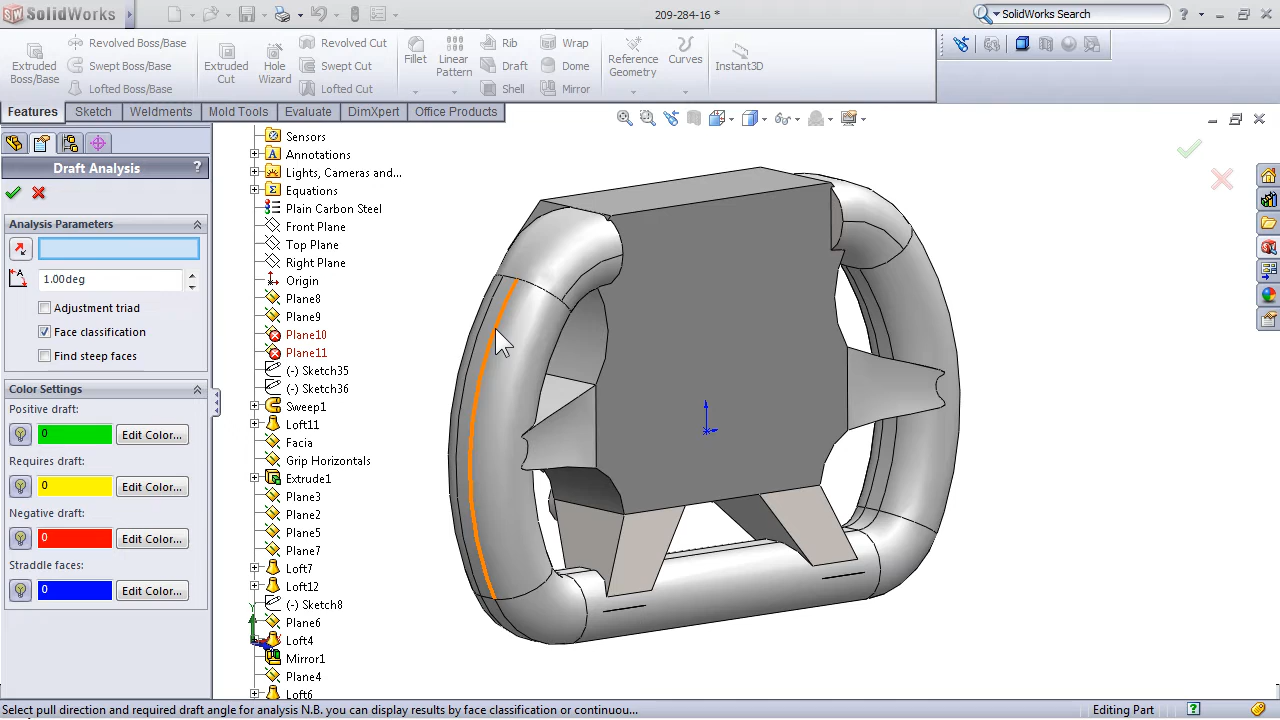 SolidWorks
209-284-16 *
SolidWorks Search
Extruded Boss/Base
Revolved Boss/Base
Swept Boss/Base
Lofted Boss/Base
Extruded Cut
Hole Wizard
Revolved Cut
Swept Cut
Lofted Cut
Fillet
Linear Pattern
Rib
Draft
Shell
Wrap
Dome
Mirror
Reference Geometry
Curves
Instant3D
Features
Sketch
Weldments
Mold Tools
Evaluate
DimXpert
Office Products
Draft Analysis
?
Analysis Parameters
1.00deg
Adjustment triad
Face classification
Find steep faces
Color Settings
Positive draft:
0
Edit Color...
Requires draft:
0
Edit Color...
Negative draft:
0
Edit Color...
Straddle faces:
0
Edit Color...
Sensors
Annotations
Lights, Cameras and...
Equations
Plain Carbon Steel
Front Plane
Top Plane
Right Plane
Origin
Plane8
Plane9
Plane10
Plane11
(-) Sketch35
(-) Sketch36
Sweep1
Loft11
Facia
Grip Horizontals
Extrude1
Plane3
Plane2
Plane5
Plane7
Loft7
Loft12
(-) Sketch8
Plane6
Loft4
Mirror1
Plane4
Loft6
Select pull direction and required draft angle for analysis N.B. you can display results by face classification or continuou...
Editing Part